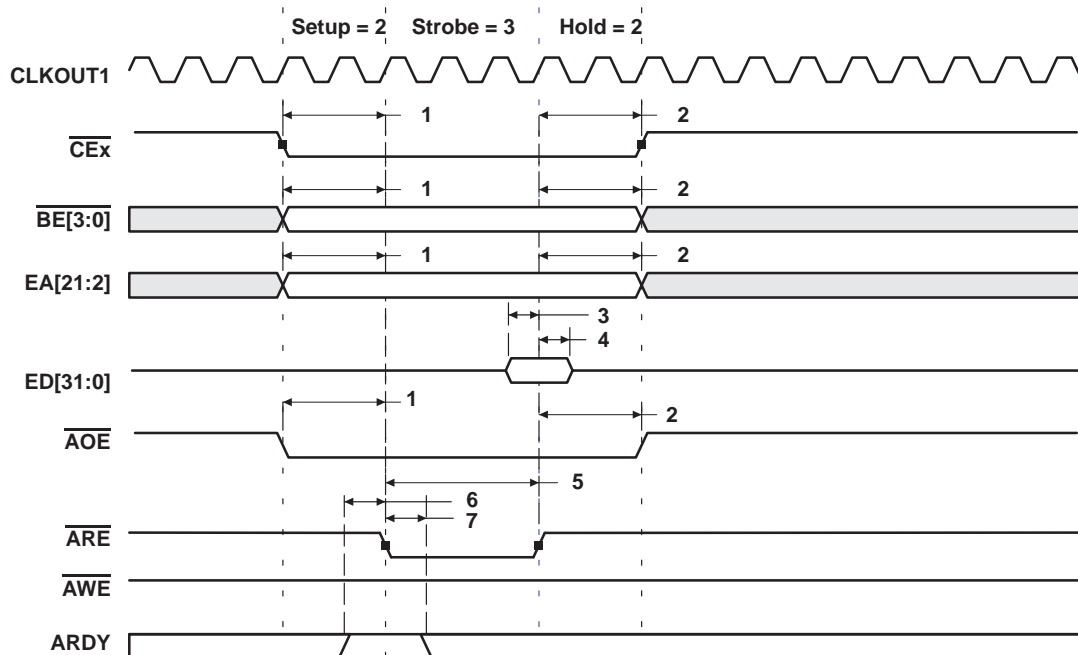 Setup = 2 Strobe = 3 Hold = 2
CLKOUT1
1 2
CEx
1 2
BE[3:0]
1 2
EA[21:2]
3
4
ED[31:0]
1 2
AOE
5
6
7
ARE
AWE
ARDY